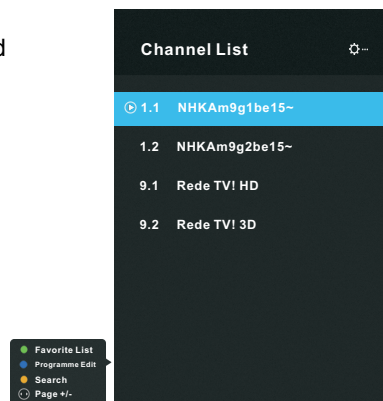 d
Channel List
1.1 NHKAm9g1be15~
1.2 NHKAm9g2be15~
9.1 Rede TV! HD
9.2 Rede TV! 3D
Favorite List
Programme Edit
Search
Page +/-